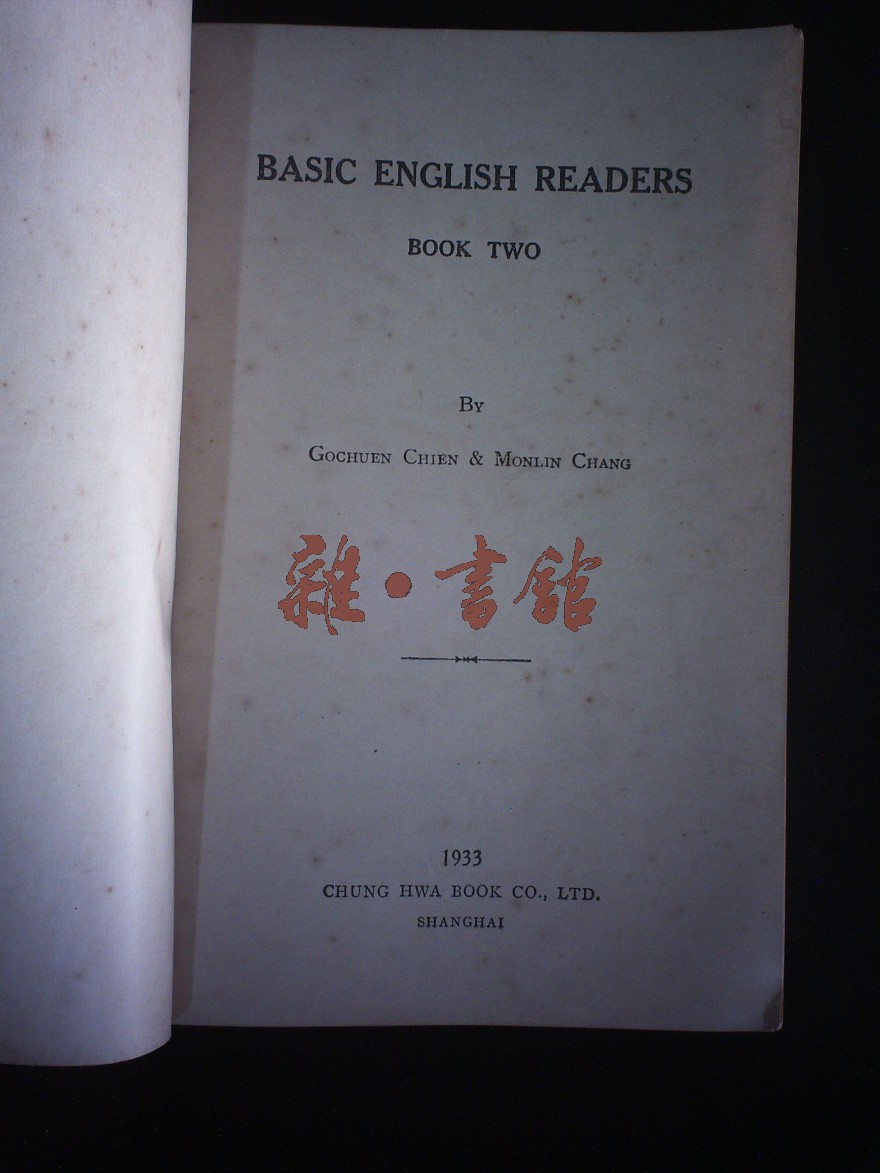 BASIC ENGLISH READERS
BOOK TWO
BY
GOCHUEN CHIEN & MONLIN CHANG
雜·書館
1933
CHUNG HWA BOOK CO., LTD.
SHANGHAI